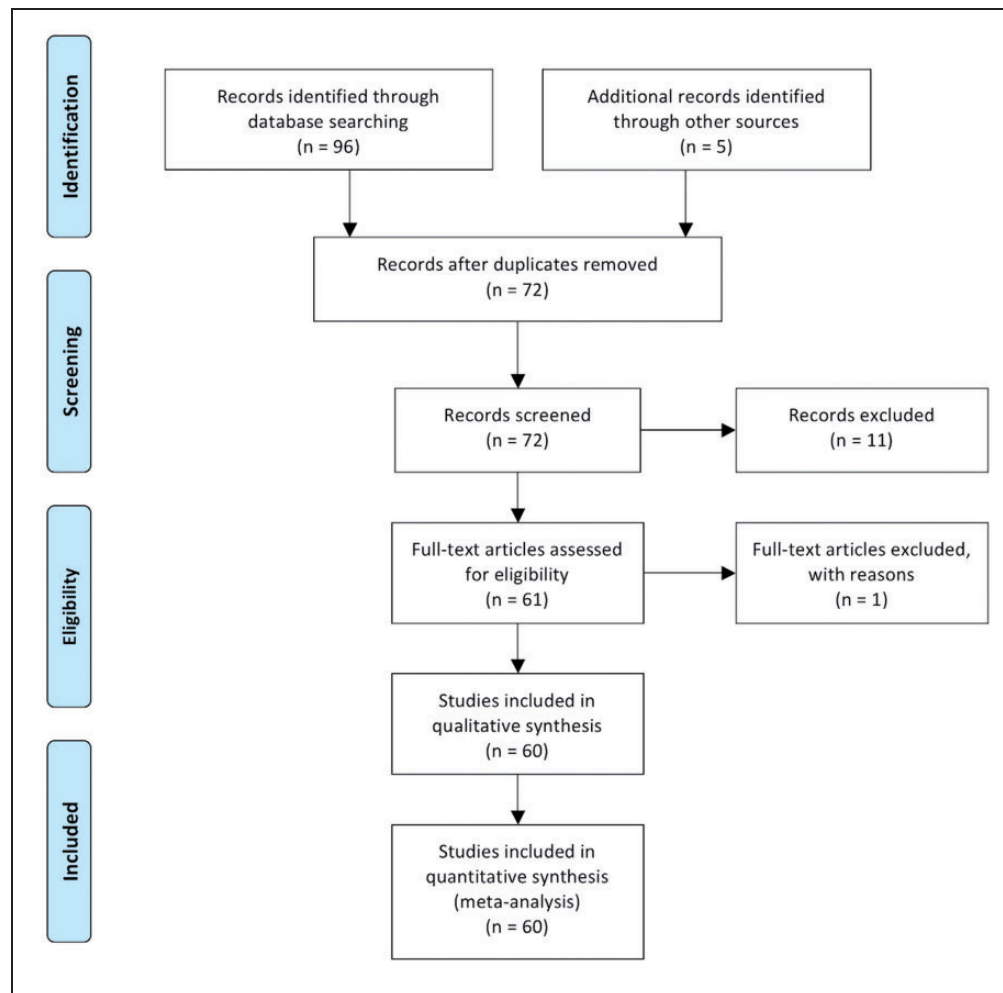 Identification
Records identified through
database searching
(n = 96)
Additional records identified
through other sources
(n = 5)
Records after duplicates removed
(n = 72)
Screening
Records screened
(n = 72)
Records excluded
(n = 11)
Eligibility
Full-text articles assessed
for eligibility
(n = 61)
Full-text articles excluded,
with reasons
(n = 1)
Studies included in
qualitative synthesis
(n = 60)
Included
Studies included in
quantitative synthesis
(meta-analysis)
(n = 60)